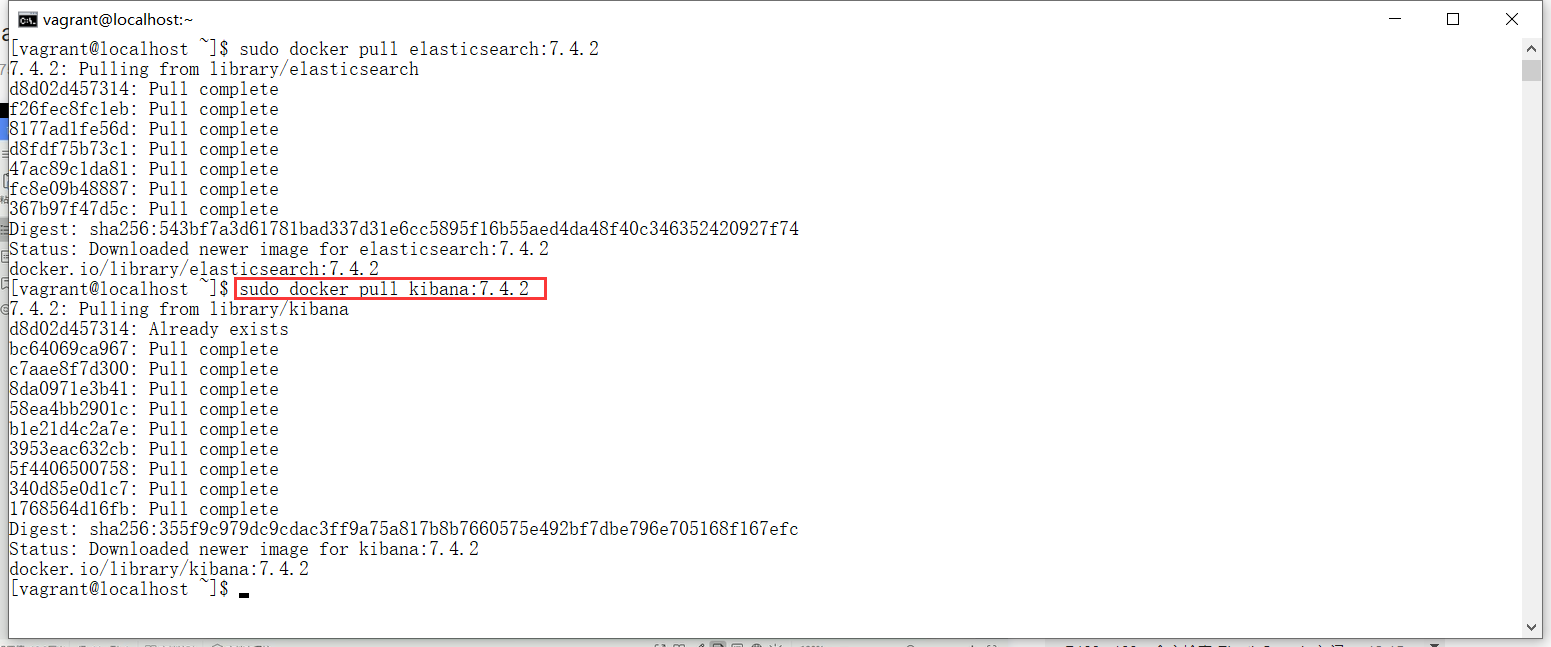 vagrant@localhost:~
[vagrant@localhost ~]$ sudo docker pull elasticsearch:7.4.2
7.4.2: Pulling from library/elasticsearch
d8d02d457314: Pull complete
f26fec8fc1eb: Pull complete
8177ad1fe56d: Pull complete
d8fdf75b73c1: Pull complete
47ac89c1da81: Pull complete
fc8e09b48887: Pull complete
367b97f47d5c: Pull complete
Digest: sha256:543bf7a3d61781bad337d31e6cc5895f16b55aed4da48f40c346352420927f74
Status: Downloaded newer image for elasticsearch:7.4.2
docker.io/library/elasticsearch:7.4.2
[vagrant@localhost ~]$ sudo docker pull kibana:7.4.2
7.4.2: Pulling from library/kibana
d8d02d457314: Already exists
bc64069ca967: Pull complete
c7aae8f7d300: Pull complete
8da0971e3b41: Pull complete
58ea4bb2901c: Pull complete
b1e21d4c2a7e: Pull complete
3953eac632cb: Pull complete
5f4406500758: Pull complete
340d85e0d1c7: Pull complete
1768564d16fb: Pull complete
Digest: sha256:355f9c979dc9cdac3ff9a75a817b8b7660575e492bf7dbe796e705168f167efc
Status: Downloaded newer image for kibana:7.4.2
docker.io/library/kibana:7.4.2
[vagrant@localhost ~]$